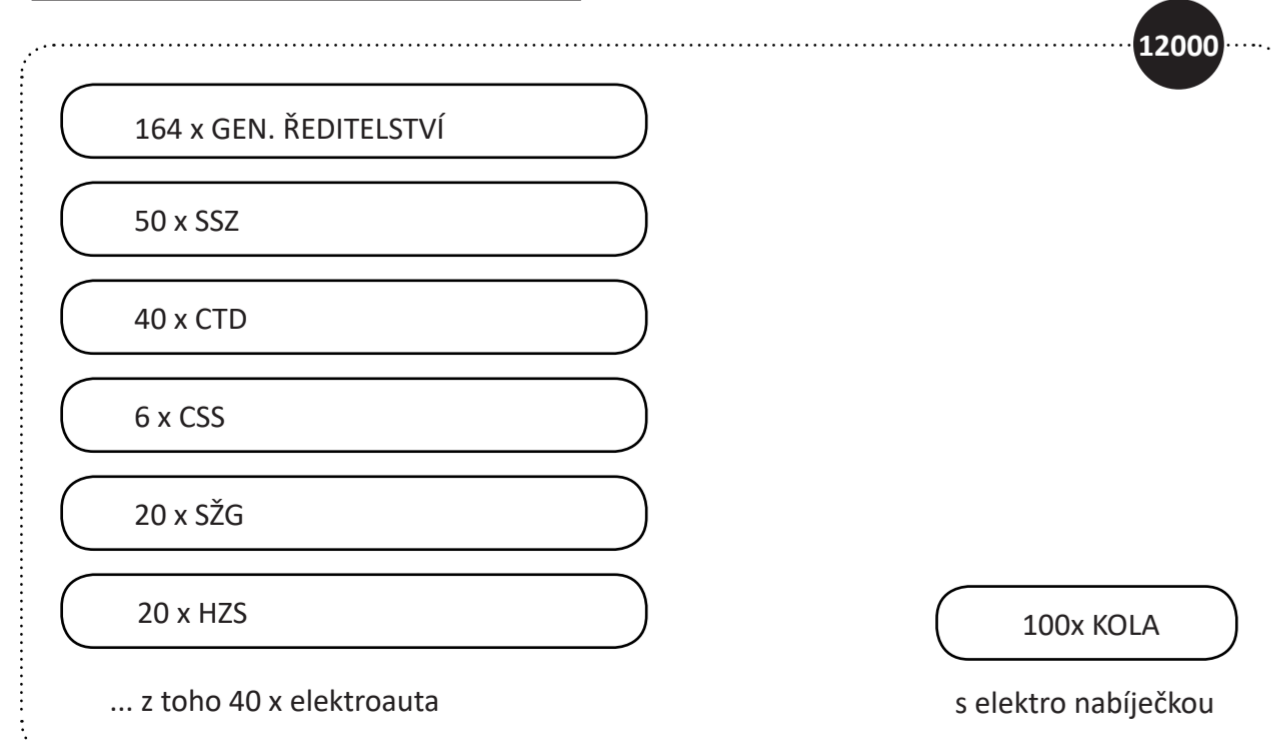 12000
164 x GEN. ŘEDITELSTVÍ
50 x SSZ
40 x CTD
6 x CSS
20 x SŽG
20 x HZS
100x KOLA
... z toho 40 x elektroauta
s elektro nabíječkou